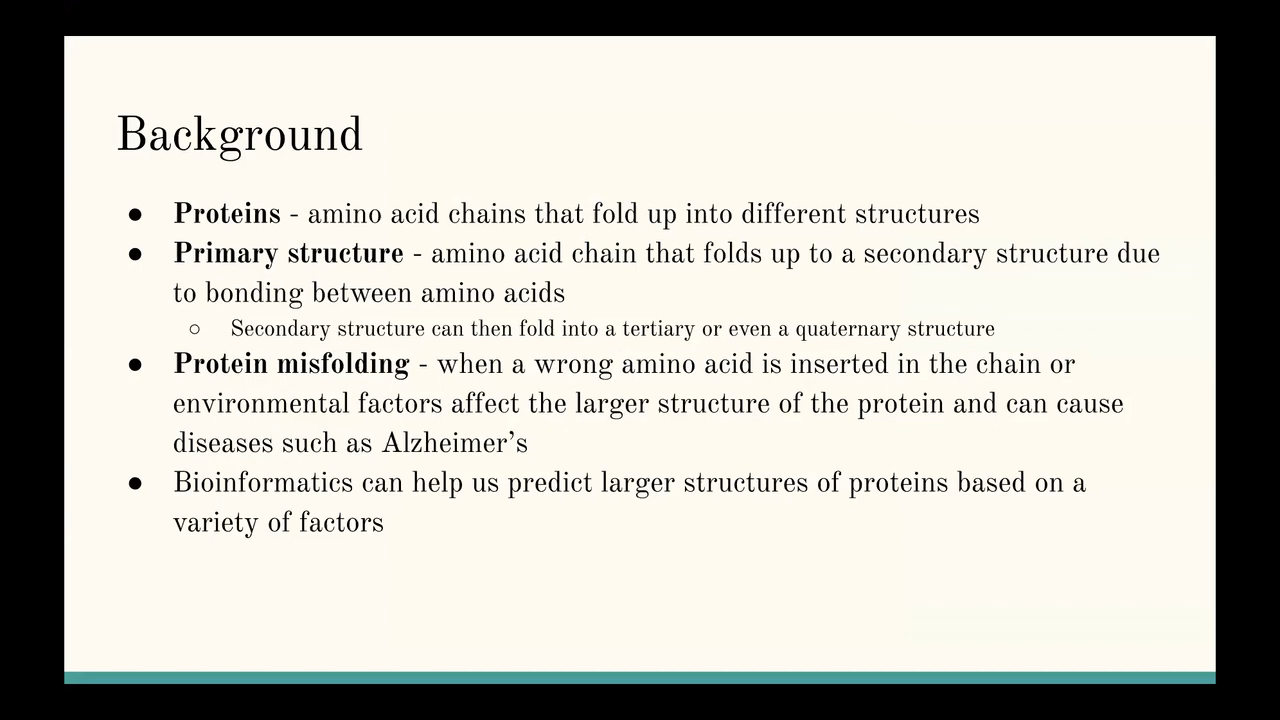 Background
● Proteins - amino acid chains that fold up into different structures
● Primary structure - amino acid chain that folds up to a secondary structure due
to bonding between amino acids
○ Secondary structure can then fold into a tertiary or even a quaternary structure
● Protein misfolding - when a wrong amino acid is inserted in the chain or
environmental factors affect the larger structure of the protein and can cause
diseases such as Alzheimer’s
● Bioinformatics can help us predict larger structures of proteins based on a
variety of factors